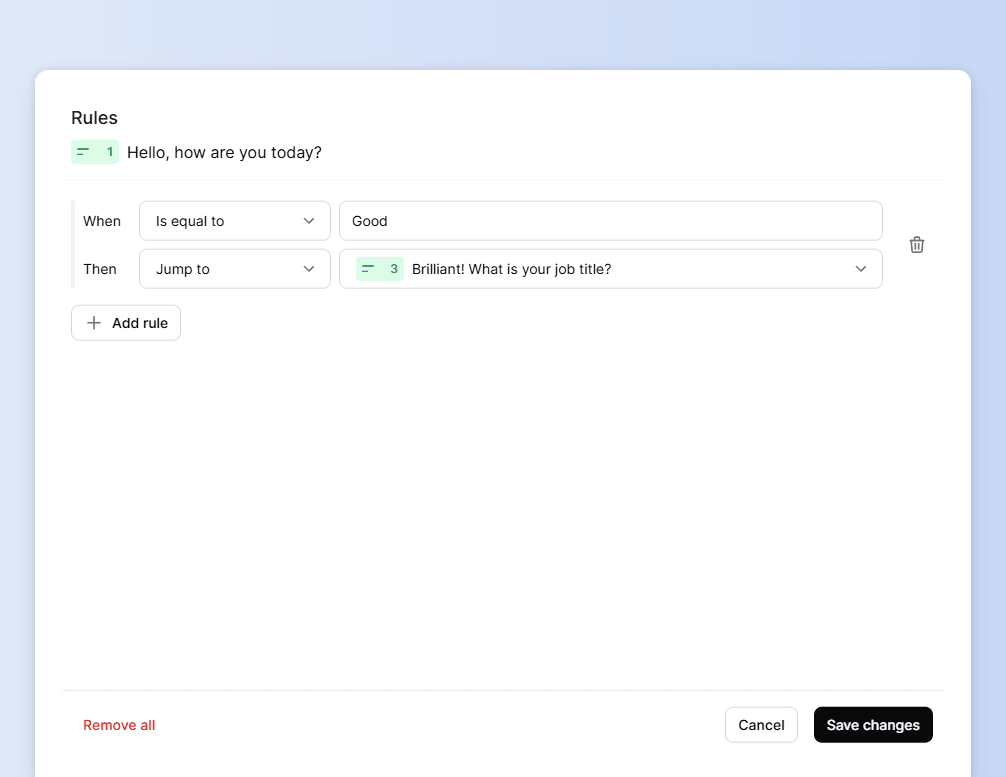 Rules
1 Hello, how are you today?
When Is equal to Good
Then Jump to 3 Brilliant! What is your job title?
Add rule
Remove all Cancel Save changes